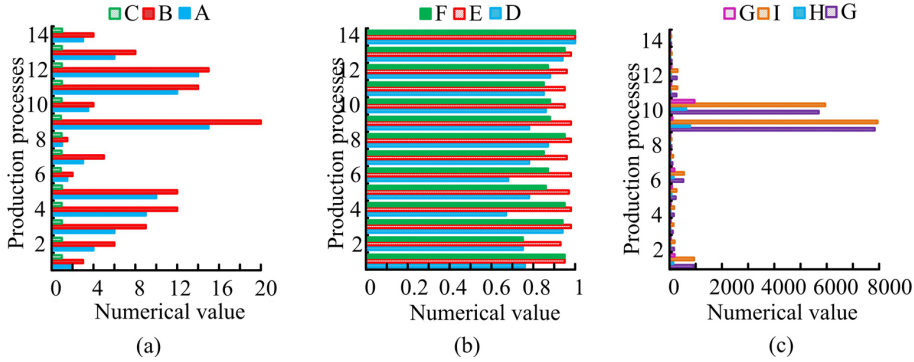 C B A
14
12
10
8
6
4
2
Production processes
0 4 8 12 16 20
Numerical value
(a)
F E D
14
12
10
8
6
4
2
Production processes
0 0.2 0.4 0.6 0.8 1
Numerical value
(b)
G I H G
14
12
10
8
6
4
2
Production processes
0 2000 4000 6000 8000
Numerical value
(c)